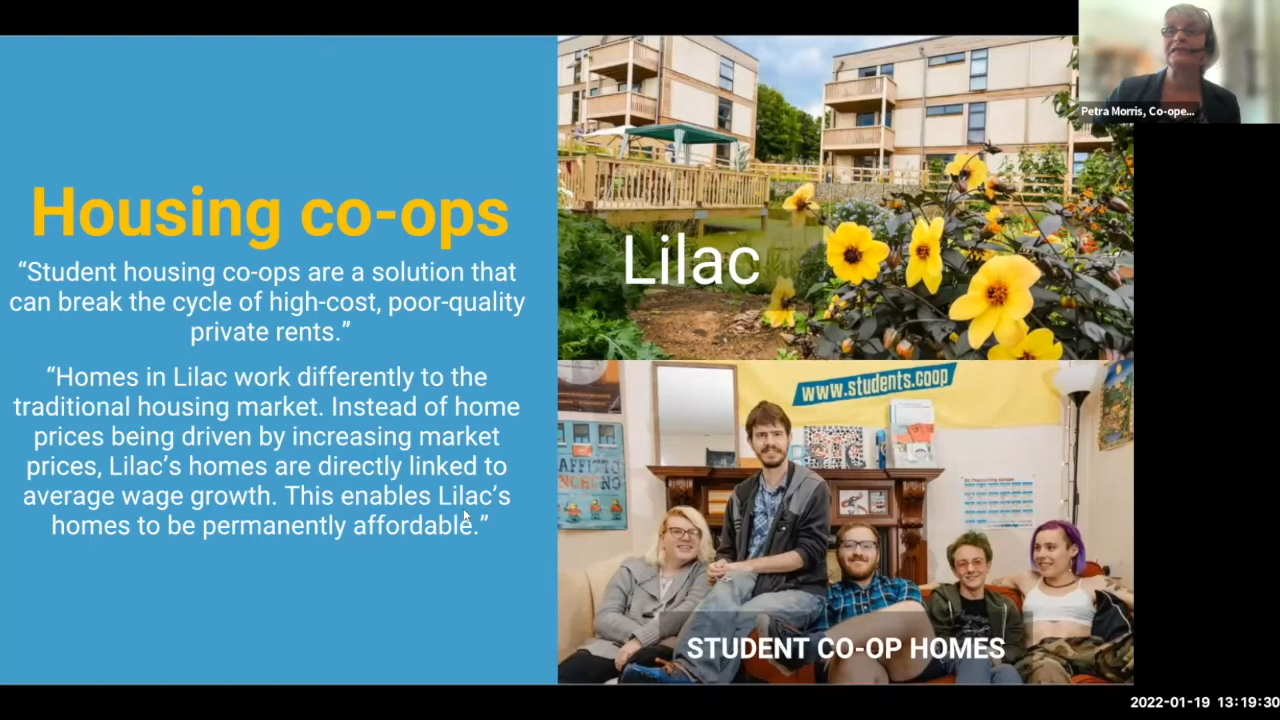 Petra Morris, Co-ope...
Housing co-ops
“Student housing co-ops are a solution that
can break the cycle of high-cost, poor-quality
private rents.”
“Homes in Lilac work differently to the
traditional housing market. Instead of home
prices being driven by increasing market
prices, Lilac’s homes are directly linked to
average wage growth. This enables Lilac’s
homes to be permanently affordable.”
Lilac
www.students.coop
STUDENT CO-OP HOMES
2022-01-19 13:19:30